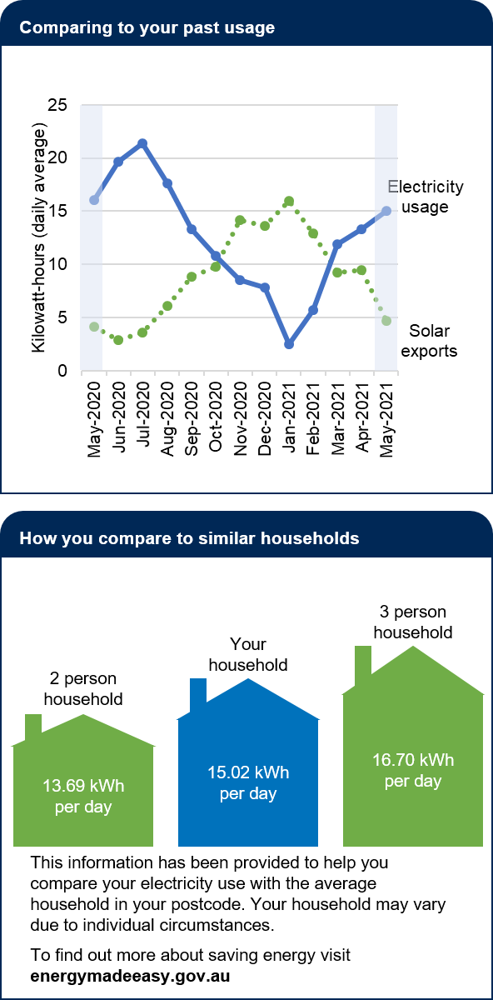 Comparing to your past usage
Kilowatt-hours (daily average)
25
20
15
10
5
0
Electricity
usage
Solar
exports
May-2020
Jun-2020
Jul-2020
Aug-2020
Sep-2020
Oct-2020
Nov-2020
Dec-2020
Jan-2021
Feb-2021
Mar-2021
Apr-2021
May-2021
How you compare to similar households
2 person
household
13.69 kWh
per day
Your
household
15.02 kWh
per day
3 person
household
16.70 kWh
per day
This information has been provided to help you
compare your electricity use with the average
household in your postcode. Your household may vary
due to individual circumstances.
To find out more about saving energy visit
energymadeeasy.gov.au